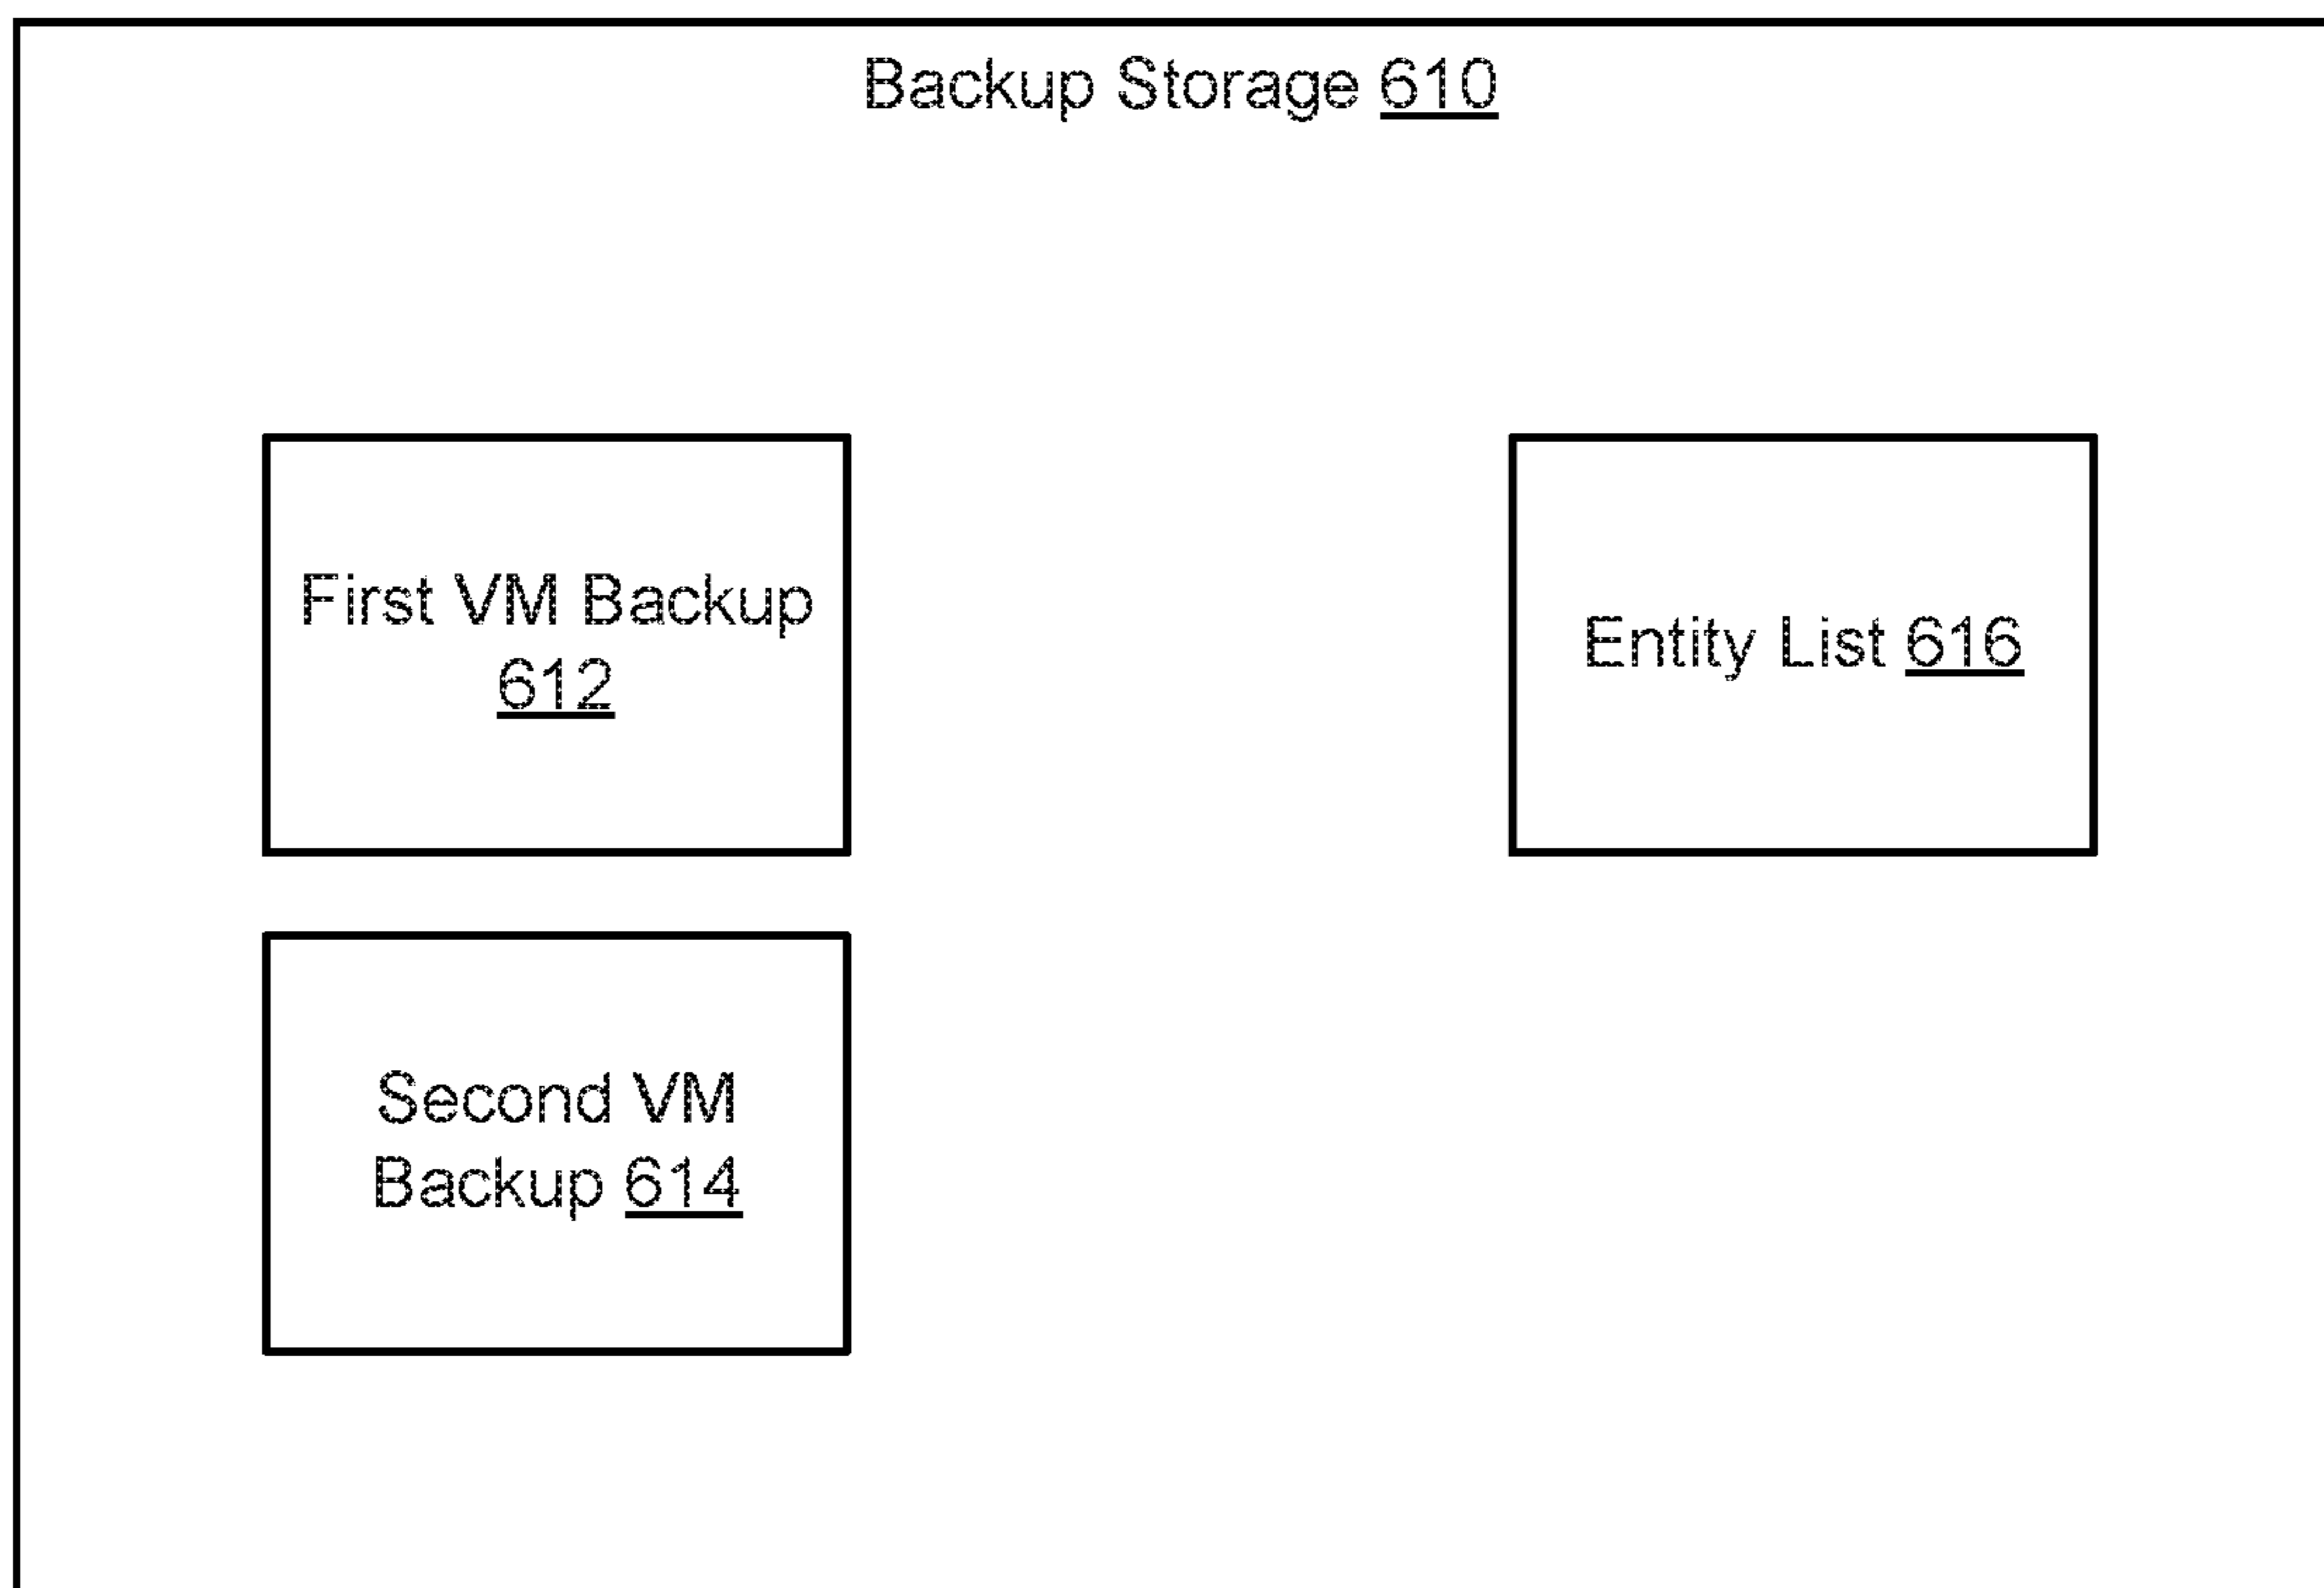 Backup Storage 610
First VM Backup
612
Entity List 616
Second VM
Backup 614